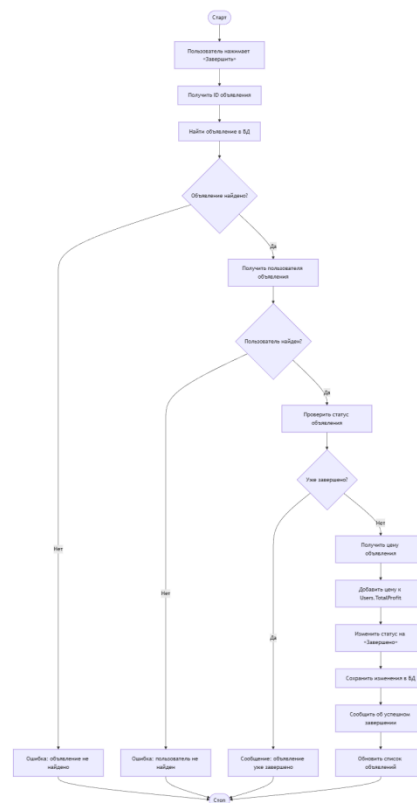 Старт
Пользователь нажимает
«Завершить»
Получить ID объявления
Найти объявление в БД
Объявление найдено?
Да
Получить пользователя
объявления
Пользователь найден?
Да
Проверить статус
объявления
Уже завершено?
Нет
Получить цену
объявления
Нет
Добавить цену к
Users.TotalProfit
Нет
Изменить статус на
«Завершено»
Да
Сохранить изменения в БД
Сообщить об успешном
завершении
Ошибка: объявление не
найдено
Ошибка: пользователь не
найден
Сообщение: объявление
уже завершено
Обновить список
объявлений
Стоп